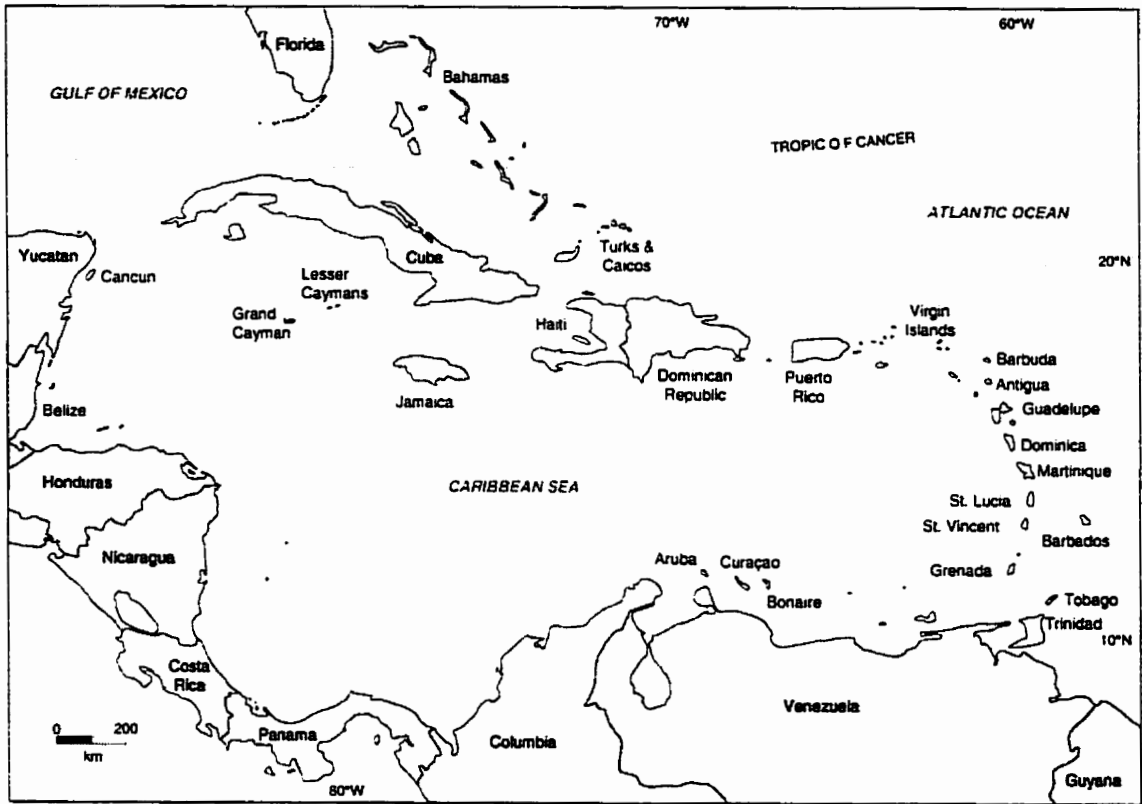 70°W
60°W
Florida
Bahamas
GULF OF MEXICO
TROPIC OF CANCER
ATLANTIC OCEAN
Yucatan
Cancun
Cuba
Turks &
Caicos
20°N
Lesser
Caymans
Grand
Cayman
Haiti
Virgin
Islands
Jamaica
Dominican
Republic
Puerto
Rico
Barbuda
Antigua
Guadelupe
Belize
Dominica
Martinique
Honduras
CARIBBEAN SEA
St. Lucia
St. Vincent
Barbados
Nicaragua
Aruba
Curaçao
Bonaire
Grenada
Tobago
Trinidad
10°N
Costa
Rica
Venezuela
0 200
km
Panama
Columbia
Guyana
80°W